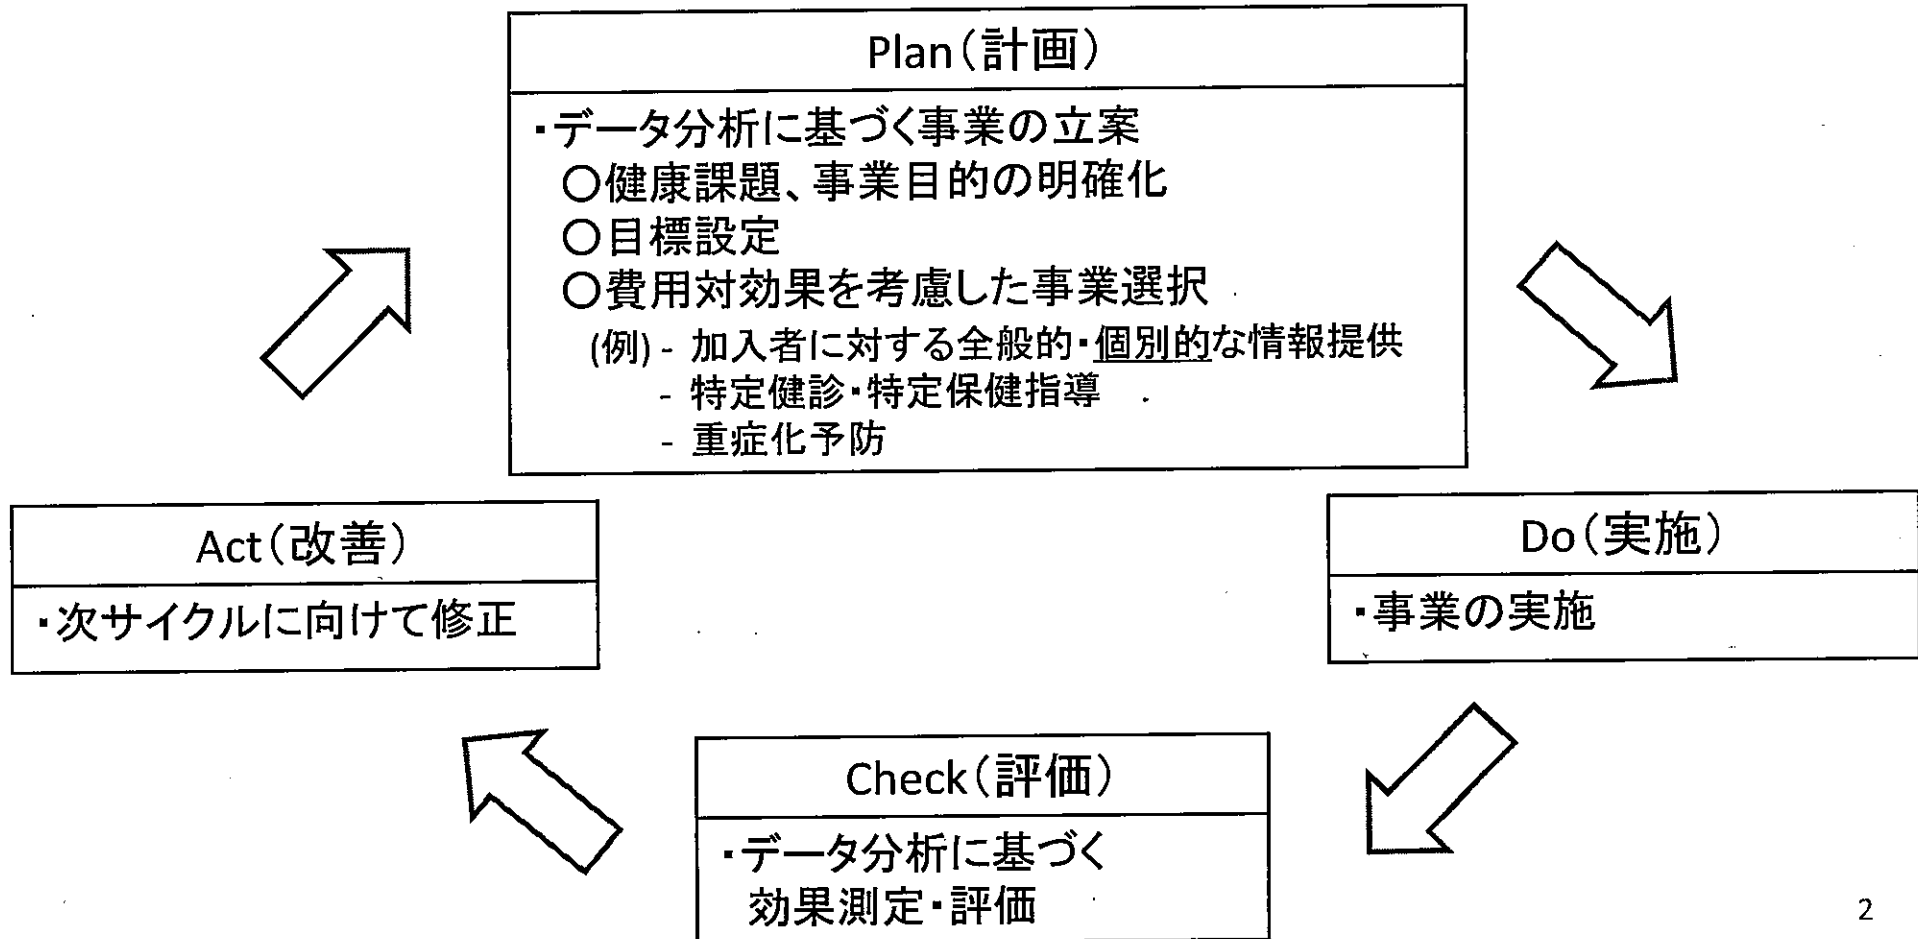 Plan(計画)
・データ分析に基づく事業の立案
○健康課題、事業目的の明確化
○目標設定
○費用対効果を考慮した事業選択
(例) - 加入者に対する全般的・個別的な情報提供
- 特定健診・特定保健指導
- 重症化予防
Act(改善)
・次サイクルに向けて修正
Do(実施)
・事業の実施
Check(評価)
・データ分析に基づく
効果測定・評価
2